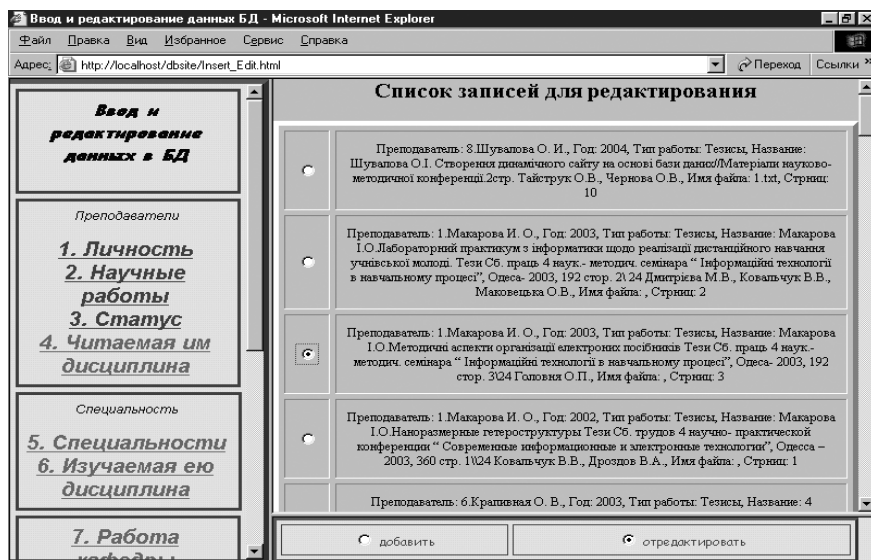 Ввод и редактирование данных БД - Microsoft Internet Explorer
Файл Правка Вид Избранное Сервис Справка
Адрес: http://localhost/dbsite/Insert_Edit.html Переход Ссылки »
Ввод и
редактирование
данных в БД
Преподаватели
1. Личность
2. Научные
работы
3. Статус
4. Читаемая им
дисциплина
Специальность
5. Специальности
6. Изучаемая ею
дисциплина
7. Работа
кафедры
Список записей для редактирования
Преподаватель: 8.Шувалова О. И., Год: 2004, Тип работы: Тезисы, Название:
Шувалова О.І. Створення динамічного сайту на основі бази даних//Матеріали науково-
методичної конференції.2стр. Тайструк О.В., Чернова О.В., Имя файла: 1.txt, Стрниц:
10
Преподаватель: 1.Макарова И. О., Год: 2003, Тип работы: Тезисы, Название: Макарова
І.О.Лабораторний практикум з інформатики щодо реалізації дистанційного навчання
учнівської молоді. Тези Сб. праць 4 наук.- методич. семінара “ Інформаційні технології
в навчальному процесі”, Одеса- 2003, 192 стор. 2\ 24 Дмитрієва М.В., Ковальчук В.В.,
Маковецька О.В., Имя файла: , Стрниц: 2
Преподаватель: 1.Макарова И. О., Год: 2003, Тип работы: Тезисы, Название: Макарова
І.О.Методичні аспекти організації електроних посібників Тези Сб. праць 4 наук.-
методич. семінара “ Інформаційні технології в навчальному процесі”, Одеса- 2003, 192
стор. 3\24 Головня О.П., Имя файла: , Стрниц: 3
Преподаватель: 1.Макарова И. О., Год: 2002, Тип работы: Тезисы, Название: Макарова
І.О.Наноразмерные гетероструктуры Тези Сб. трудов 4 научно- практической
конференции “ Современные информационные и электронные технологии”, Одесса –
2003, 360 стр. 1\124 Ковальчук В.В., Дроздов В.А., Имя файла: , Стрниц: 1
Преподаватель: 6.Крапивная О. В., Год: 2003, Тип работы: Тезисы, Название: 4
добавить отредактировать